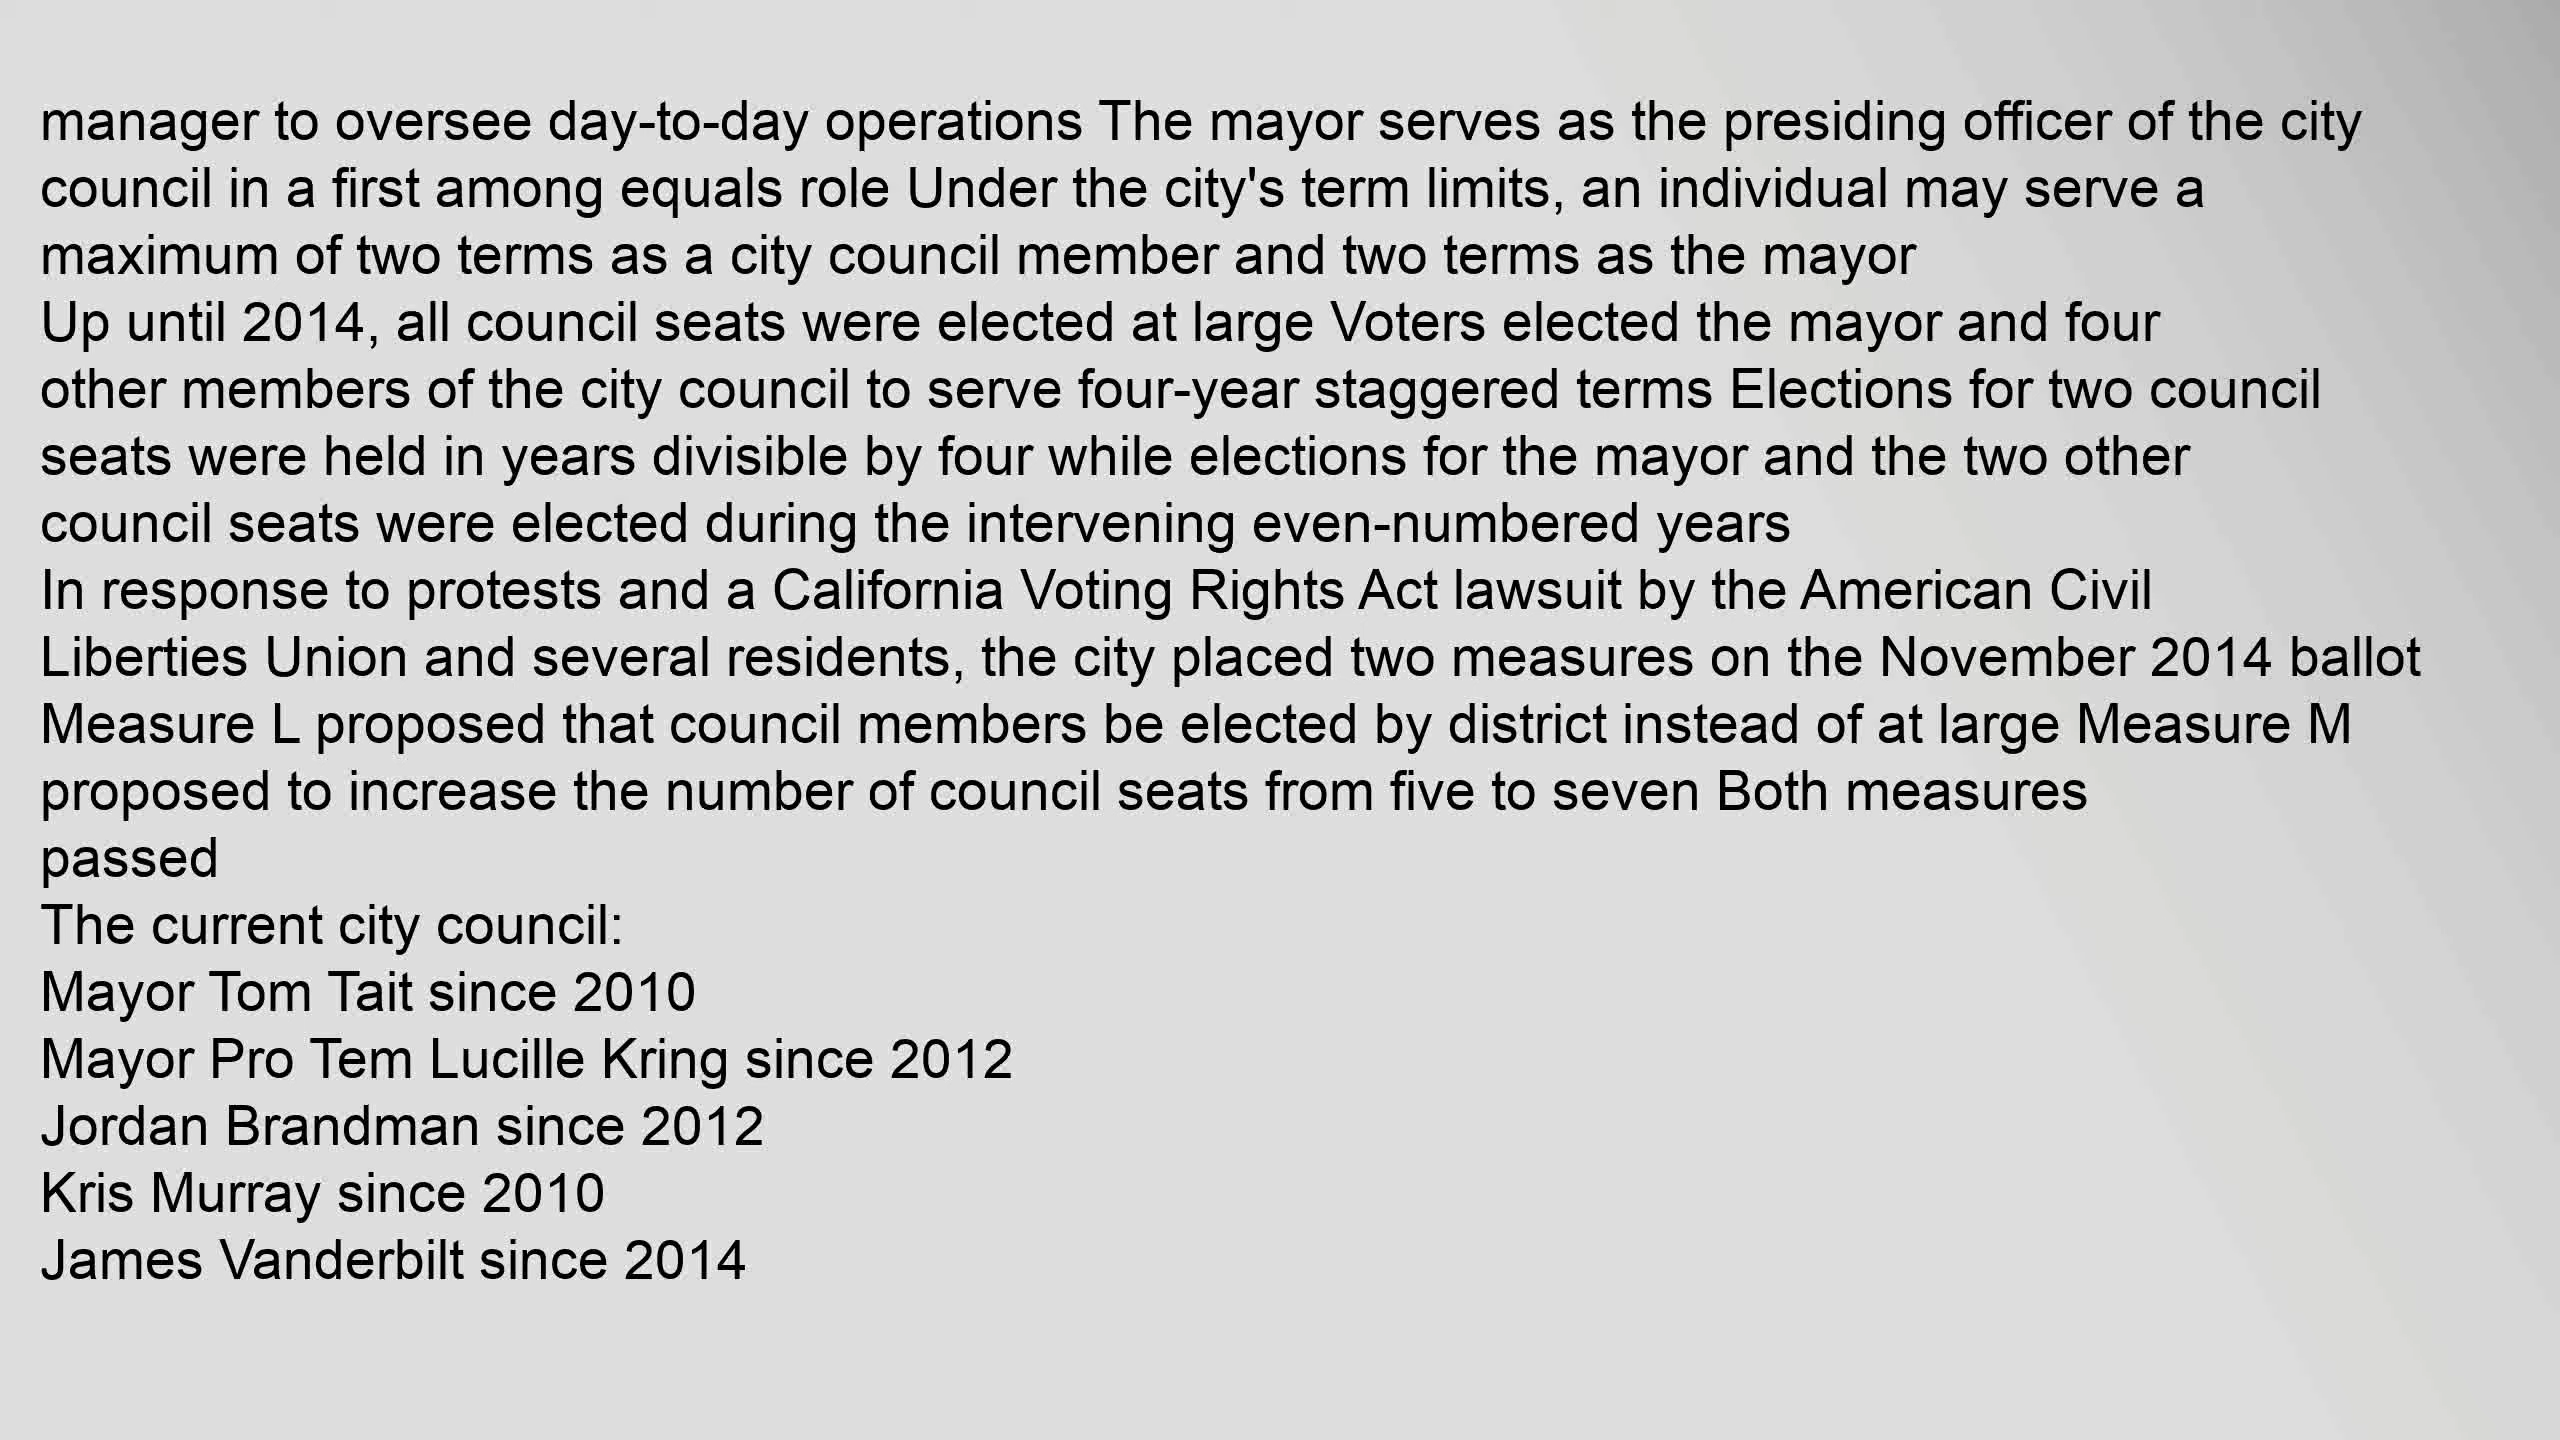 manager to oversee day-to-day operations The mayor serves as the presiding officer of the city
council in a first among equals role Under the city's term limits, an individual may serve a
maximum of two terms as a city council member and two terms as the mayor
Up until 2014, all council seats were elected at large Voters elected the mayor and four
other members of the city council to serve four-year staggered terms Elections for two council
seats were held in years divisible by four while elections for the mayor and the two other
council seats were elected during the intervening even-numbered years
In response to protests and a California Voting Rights Act lawsuit by the American Civil
Liberties Union and several residents, the city placed two measures on the November 2014 ballot
Measure L proposed that council members be elected by district instead of at large Measure M
proposed to increase the number of council seats from five to seven Both measures
passed
The current city council:
Mayor Tom Tait since 2010
Mayor Pro Tem Lucille Kring since 2012
Jordan Brandman since 2012
Kris Murray since 2010
James Vanderbilt since 2014